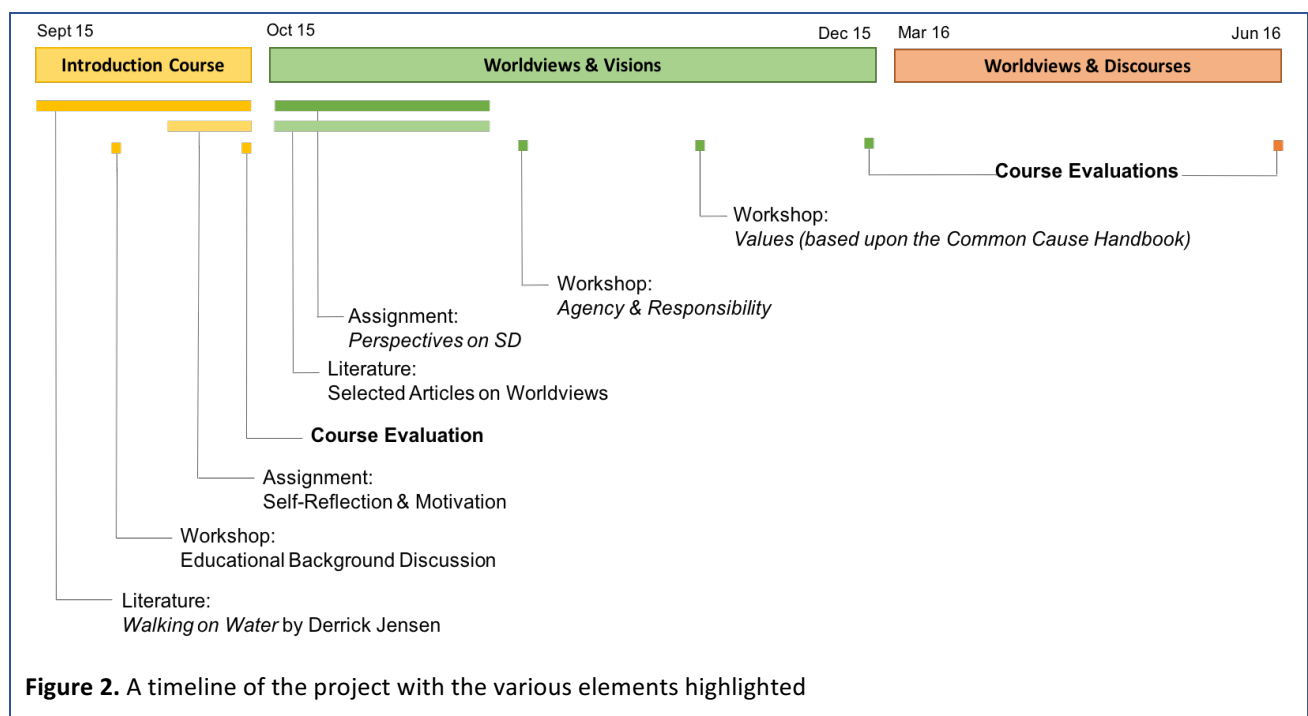 Sept 15
Oct 15
Dec 15
Mar 16
Jun 16
Introduction Course
Worldviews & Visions
Worldviews & Discourses
Course Evaluations
Workshop:
Values (based upon the Common Cause Handbook)
Workshop:
Agency & Responsibility
Assignment:
Perspectives on SD
Literature:
Selected Articles on Worldviews
Course Evaluation
Assignment:
Self-Reflection & Motivation
Workshop:
Educational Background Discussion
Literature:
Walking on Water by Derrick Jensen
Figure 2. A timeline of the project with the various elements highlighted